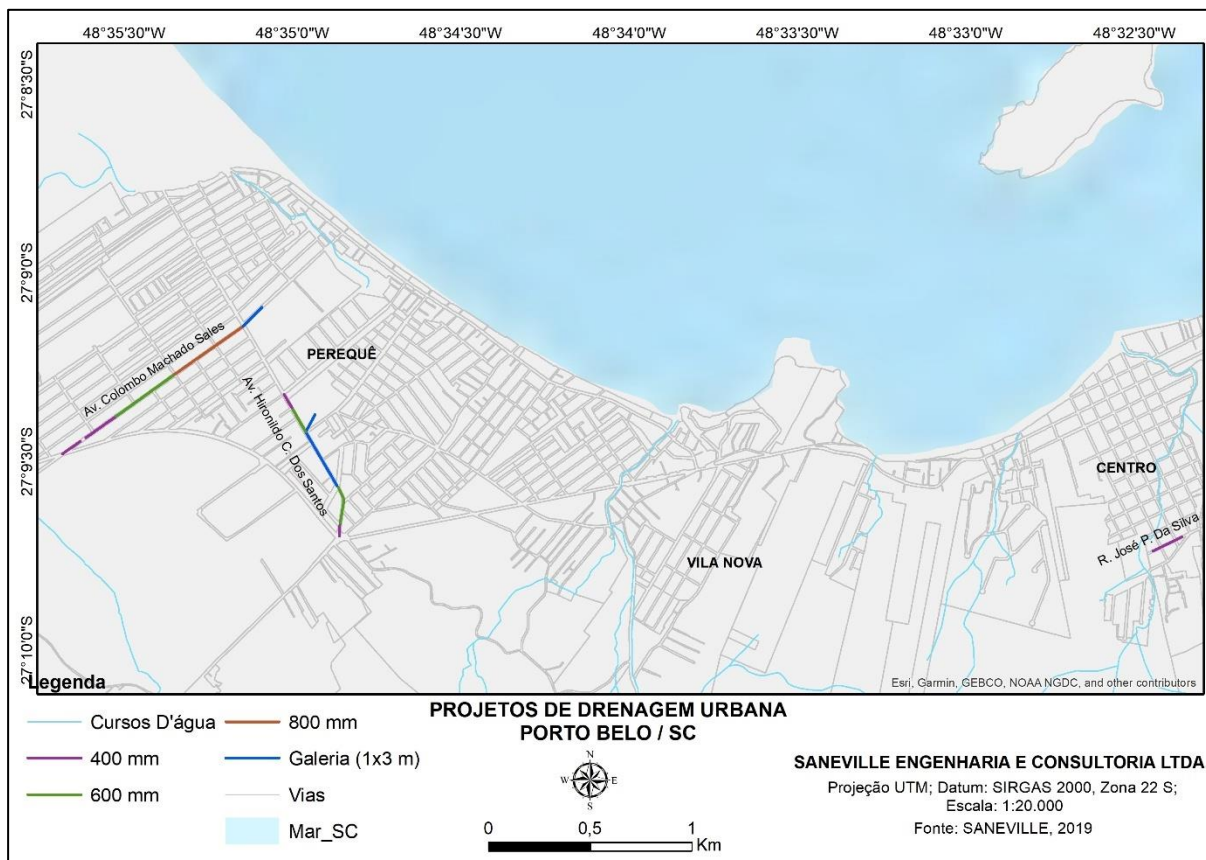 48°35'30"W 48°35'0"W 48°34'30"W 48°34'0"W 48°33'30"W 48°33'0"W 48°32'30"W
27°8'30"S
27°9'0"S
27°9'30"S
27°10'0"S
Av. Colombo Machado Sales
PEREQUÊ
Av. Hironildo C. Dos Santos
VILA NOVA
CENTRO
R. José P. Da Silva
Esri, Garmin, GEBCO, NOAA NGDC, and other contributors
Legenda
Cursos D'água
400 mm
600 mm
800 mm
Galeria (1x3 m)
Vias
Mar_SC
PROJETOS DE DRENAGEM URBANA
PORTO BELO / SC
N
W E
S
0 0,5 1
Km
SANEVILLE ENGENHARIA E CONSULTORIA LTDA
Projeção UTM; Datum: SIRGAS 2000, Zona 22 S;
Escala: 1:20.000
Fonte: SANEVILLE, 2019